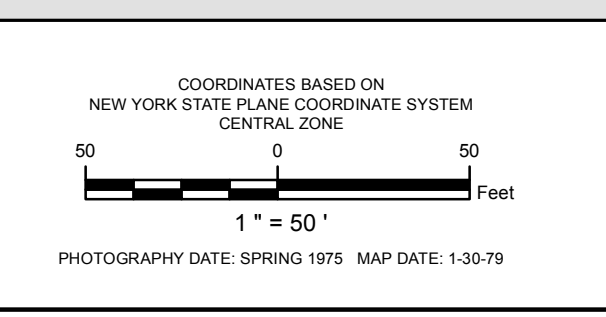 COORDINATES BASED ON
NEW YORK STATE PLANE COORDINATE SYSTEM
CENTRAL ZONE
50 0 50
Feet
1 " = 50 '
PHOTOGRAPHY DATE: SPRING 1975 MAP DATE: 1-30-79